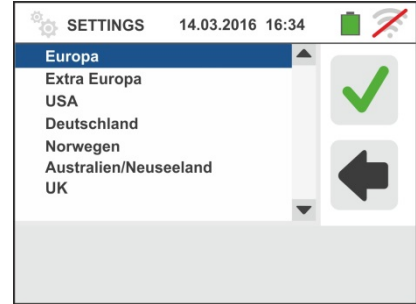 SETTINGS 14.03.2016 16:34
Europa
Extra Europa
USA
Deutschland
Norwegen
Australien/Neuseeland
UK